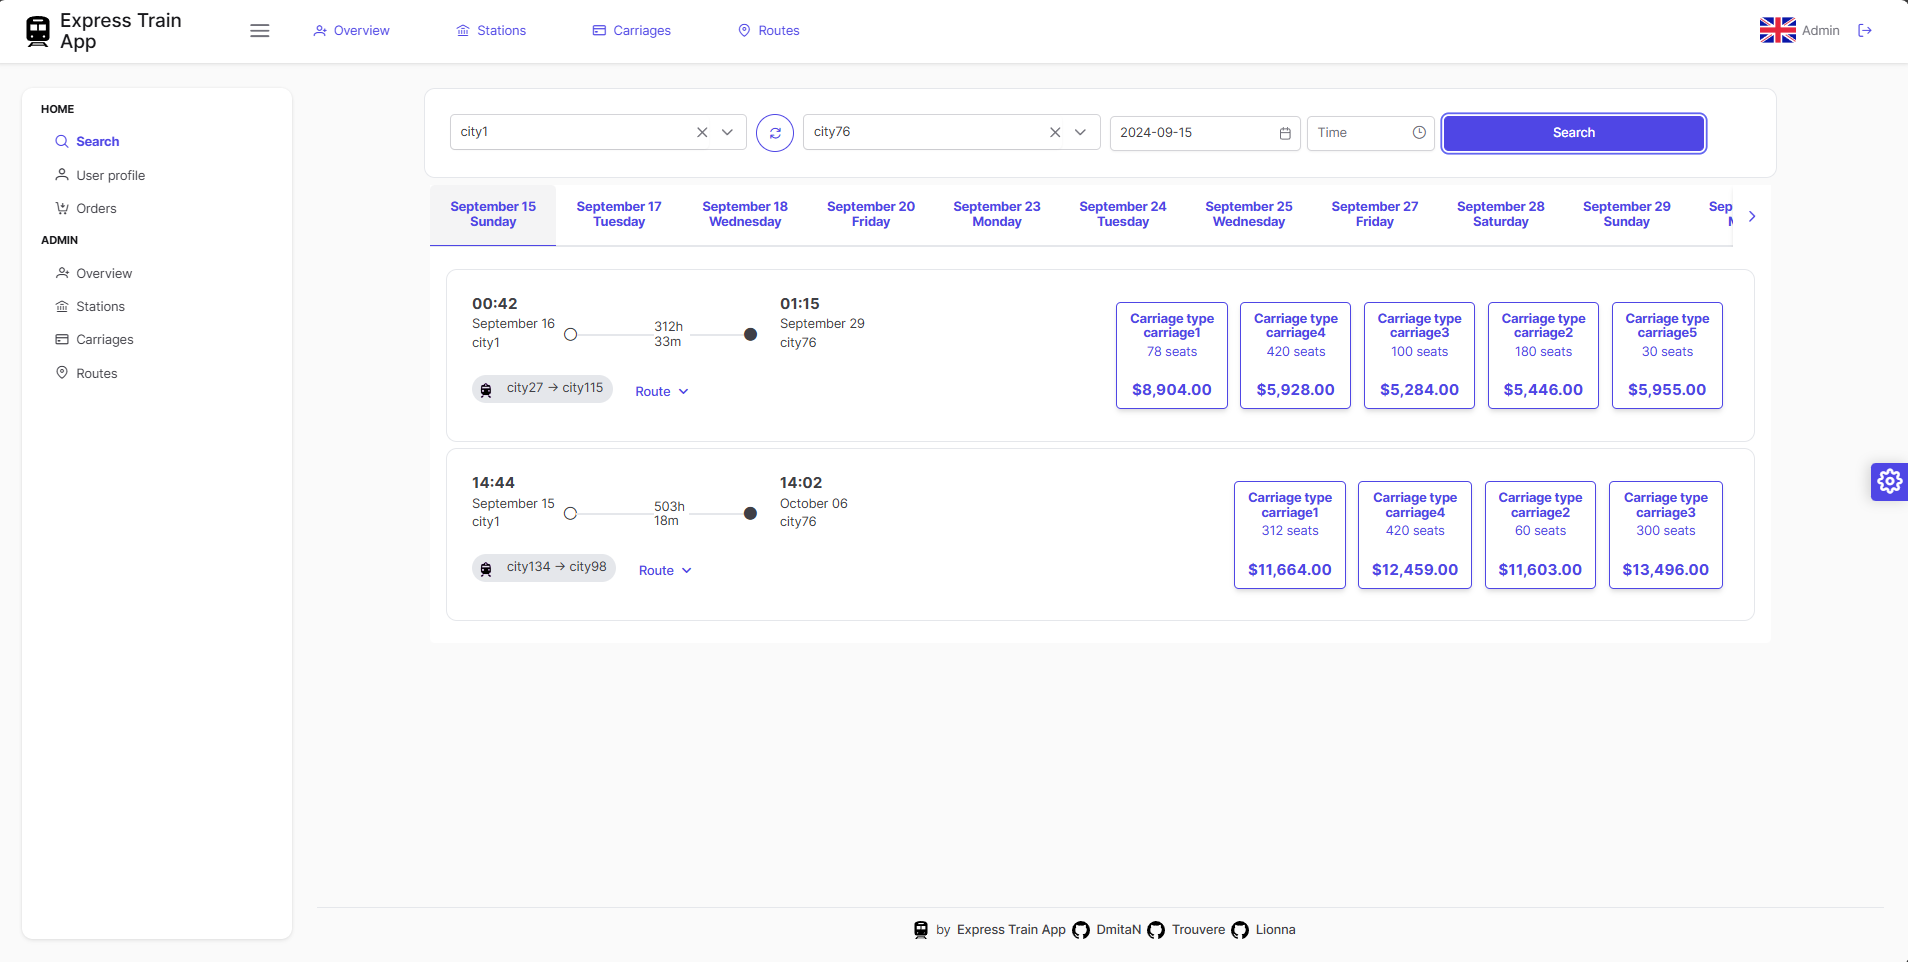 Express Train App
Overview
Stations
Carriages
Routes
Admin
HOME
Search
User profile
Orders
ADMIN
Overview
Stations
Carriages
Routes
city1
city76
2024-09-15
Time
Search
September 15
Sunday
September 17
Tuesday
September 18
Wednesday
September 20
Friday
September 23
Monday
September 24
Tuesday
September 25
Wednesday
September 27
Friday
September 28
Saturday
September 29
Sunday
00:42
September 16
city1
312h
33m
01:15
September 29
city76
city27 → city115
Route
Carriage type
carriage1
78 seats
$8,904.00
Carriage type
carriage4
420 seats
$5,928.00
Carriage type
carriage3
100 seats
$5,284.00
Carriage type
carriage2
180 seats
$5,446.00
Carriage type
carriage5
30 seats
$5,955.00
14:44
September 15
city1
503h
18m
14:02
October 06
city76
city134 → city98
Route
Carriage type
carriage1
312 seats
$11,664.00
Carriage type
carriage4
420 seats
$12,459.00
Carriage type
carriage2
60 seats
$11,603.00
Carriage type
carriage3
300 seats
$13,496.00
by Express Train App DmitaN Trouvere Lionna